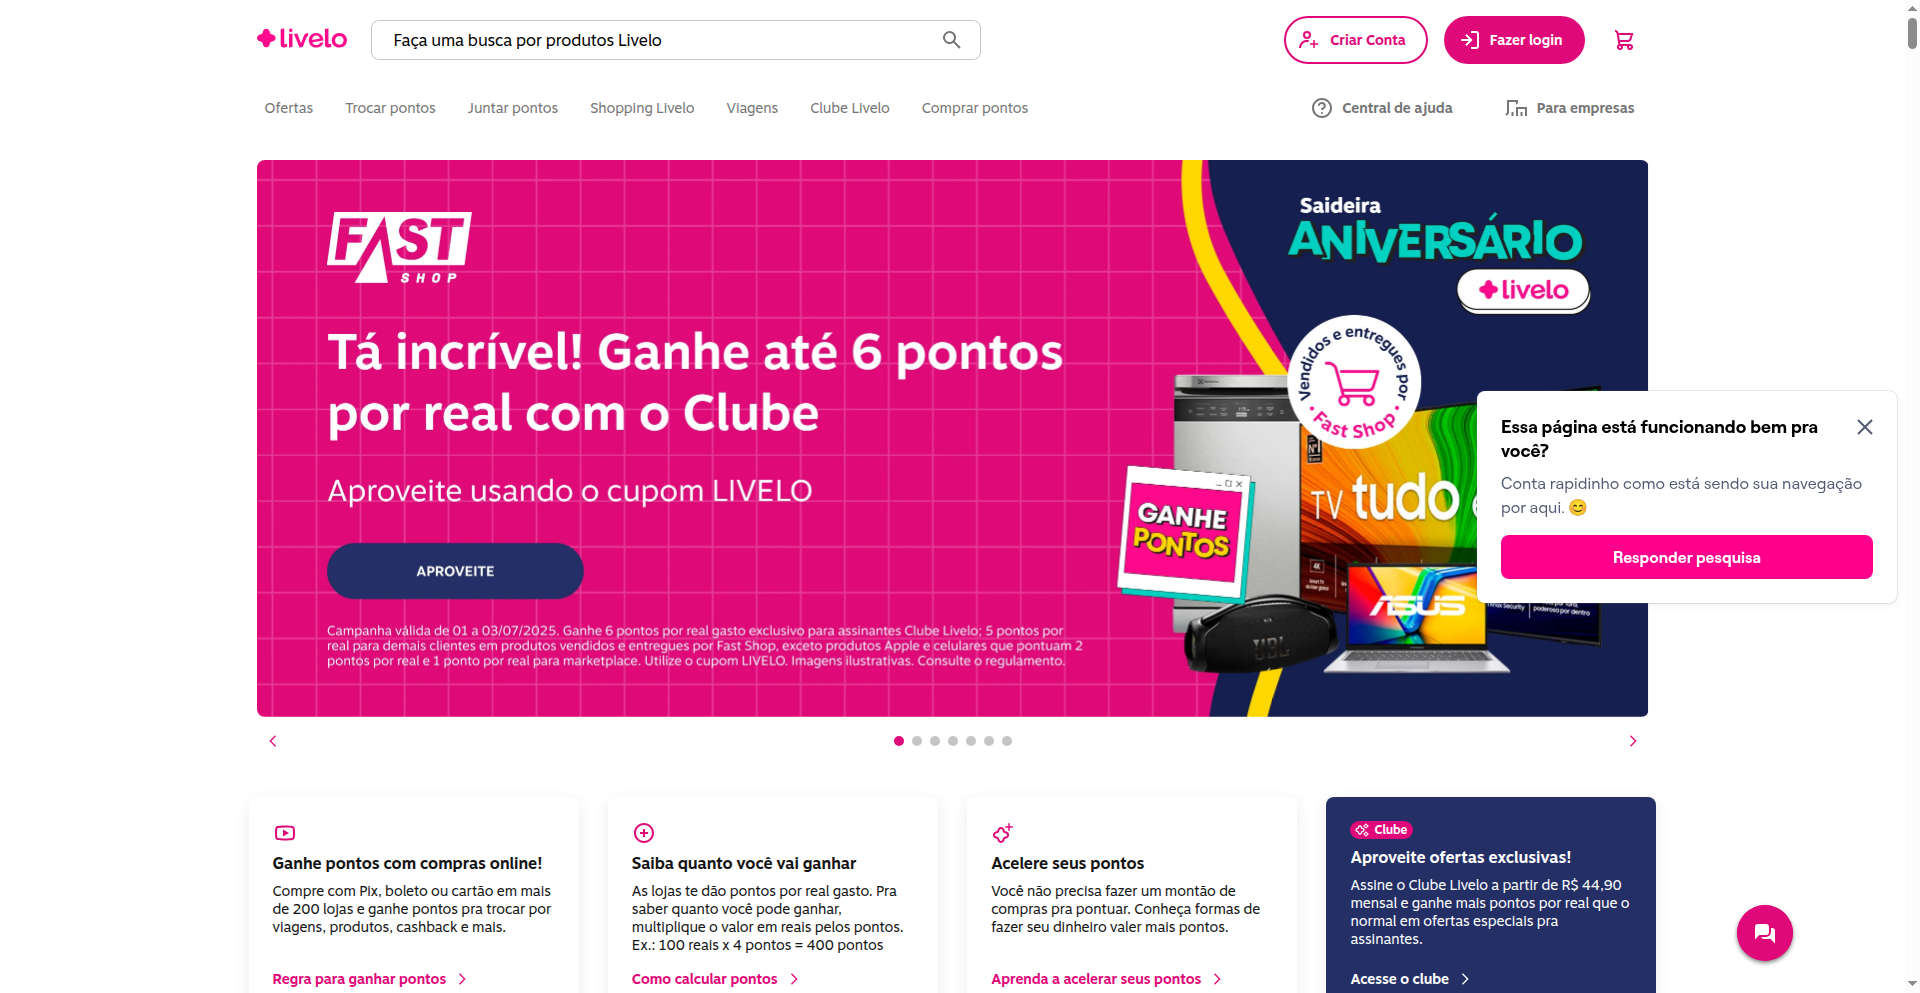 livelo
Faça uma busca por produtos Livelo
Criar Conta
Fazer login
Ofertas
Trocar pontos
Juntar pontos
Shopping Livelo
Viagens
Clube Livelo
Comprar pontos
Central de ajuda
Para empresas
FAST
SHOP
Tá incrível! Ganhe até 6 pontos
por real com o Clube
Aproveite usando o cupom LIVELO
APROVEITE
Campanha válida de 01 a 03/07/2025. Ganhe 6 pontos por real gasto exclusivo para assinantes Clube Livelo; 5 pontos por
real para demais clientes em produtos vendidos e entregues por Fast Shop, exceto produtos Apple e celulares que pontuam 2
pontos por real e 1 ponto por real para marketplace. Utilize o cupom LIVELO. Imagens ilustrativas. Consulte o regulamento.
Saideira
ANIVERSÁRIO
livelo
Vendidos e entregues por
Fast Shop
GANHE
PONTOS
TV tudo e
4K
ASUS
JBL
Essa página está funcionando bem pra
você?
Conta rapidinho como está sendo sua navegação
por aqui. 😊
Responder pesquisa
Ganhe pontos com compras online!
Compre com Pix, boleto ou cartão em mais
de 200 lojas e ganhe pontos pra trocar por
viagens, produtos, cashback e mais.
Regra para ganhar pontos
Saiba quanto você vai ganhar
As lojas te dão pontos por real gasto. Pra
saber quanto você pode ganhar,
multiplique o valor em reais pelos pontos.
Ex.: 100 reais x 4 pontos = 400 pontos
Como calcular pontos
Acelere seus pontos
Você não precisa fazer um montão de
compras pra pontuar. Conheça formas de
fazer seu dinheiro valer mais pontos.
Aprenda a acelerar seus pontos
Clube
Aproveite ofertas exclusivas!
Assine o Clube Livelo a partir de R$ 44,90
mensal e ganhe mais pontos por real que o
normal em ofertas especiais pra
assinantes.
Acesse o clube